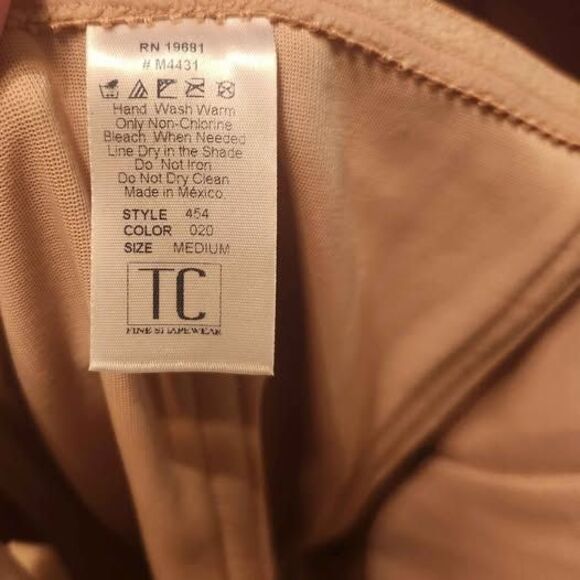 RN 19681
# M4431
Hand Wash Warm
Only Non-Chlorine
Bleach When Needed
Line Dry in the Shade
Do Not Iron
Do Not Dry Clean
Made in México
STYLE 454
COLOR 020
SIZE MEDIUM
TC
FINE SHAPEWEAR